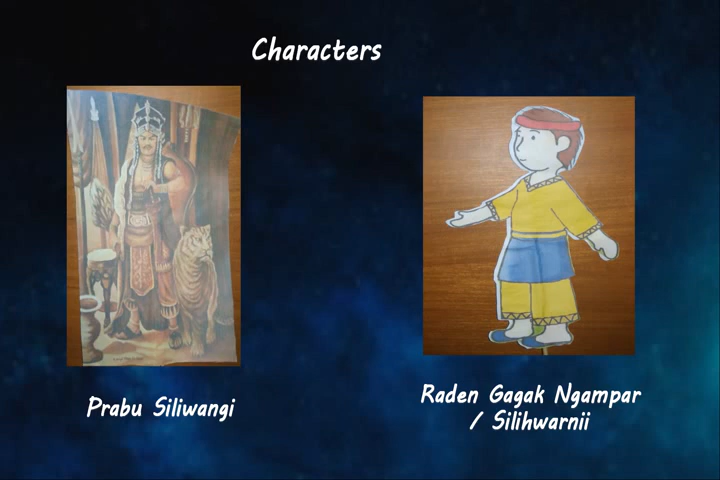 Characters
Prabu Siliwangi
Raden Gagak Ngampar
/ Silihwarnii